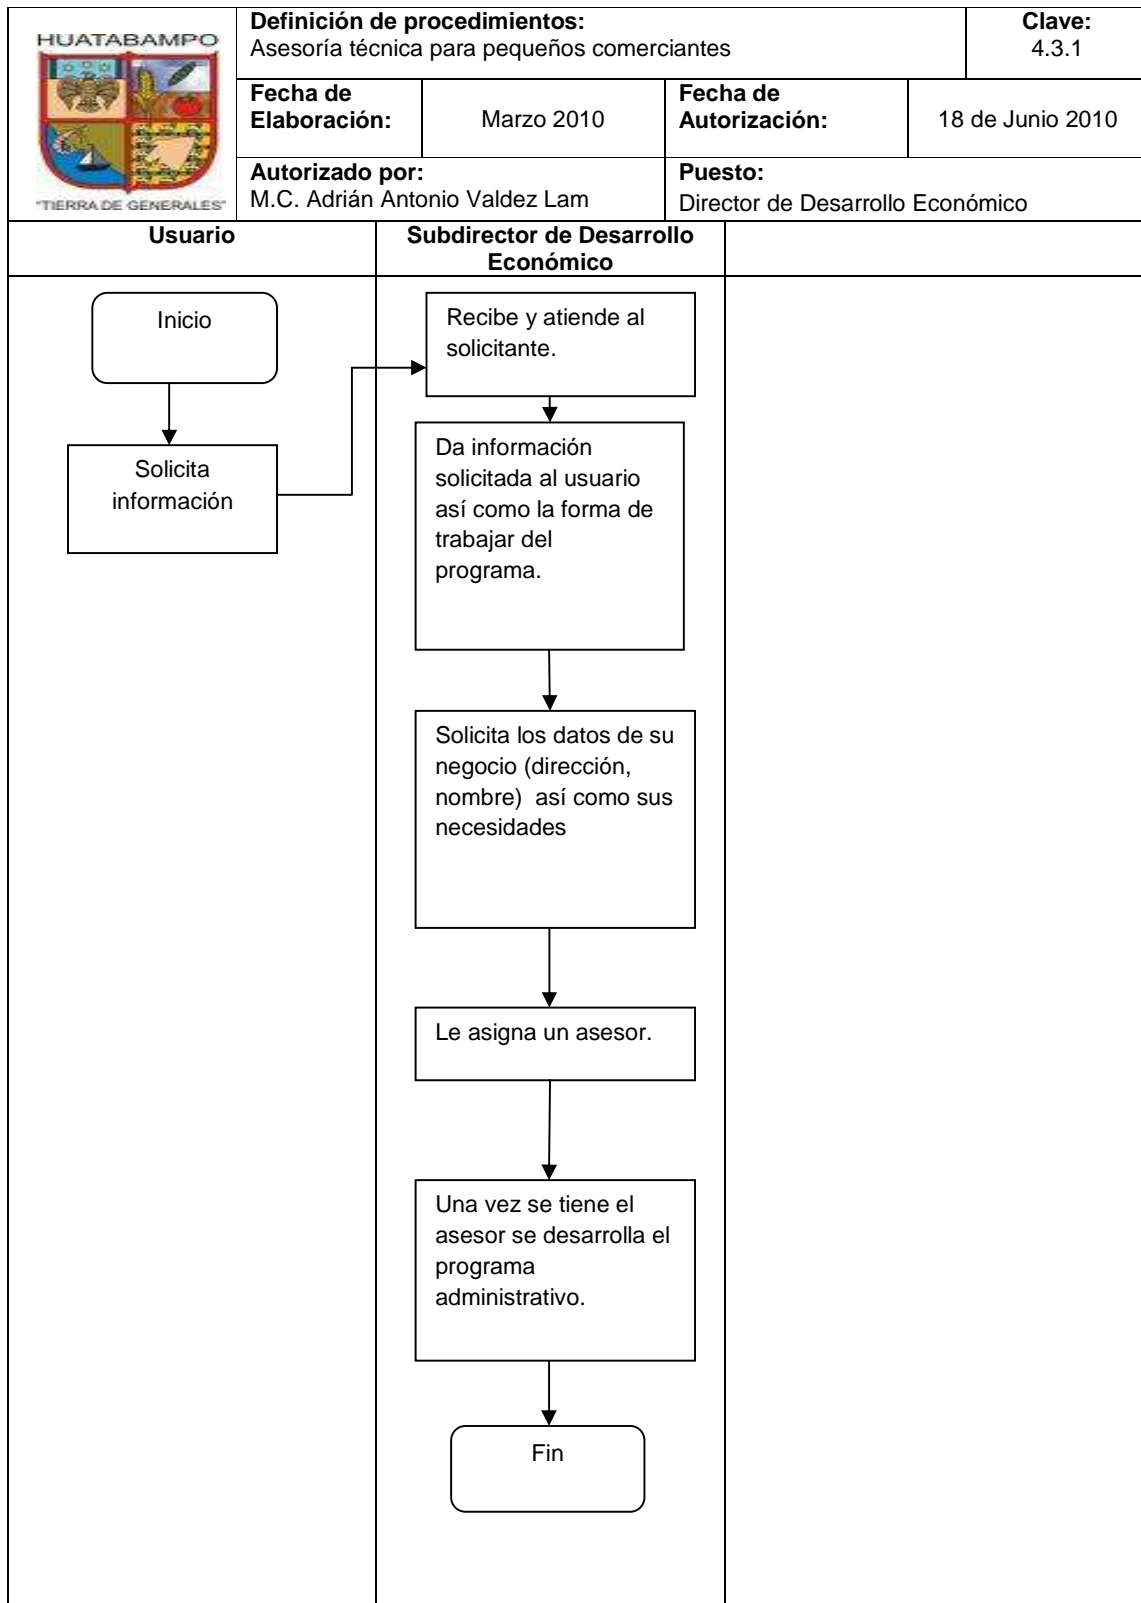 HUATABAMPO
"TIERRA DE GENERALES"
Definición de procedimientos:
Asesoría técnica para pequeños comerciantes
Clave:
4.3.1
Fecha de
Elaboración:
Marzo 2010
Fecha de
Autorización:
18 de Junio 2010
Autorizado por:
M.C. Adrián Antonio Valdez Lam
Puesto:
Director de Desarrollo Económico
Usuario
Subdirector de Desarrollo
Económico
Inicio
Solicita
información
Recibe y atiende al
solicitante.
Da información
solicitada al usuario
así como la forma de
trabajar del
programa.
Solicita los datos de su
negocio (dirección,
nombre)  así como sus
necesidades
Le asigna un asesor.
Una vez se tiene el
asesor se desarrolla el
programa
administrativo.
Fin